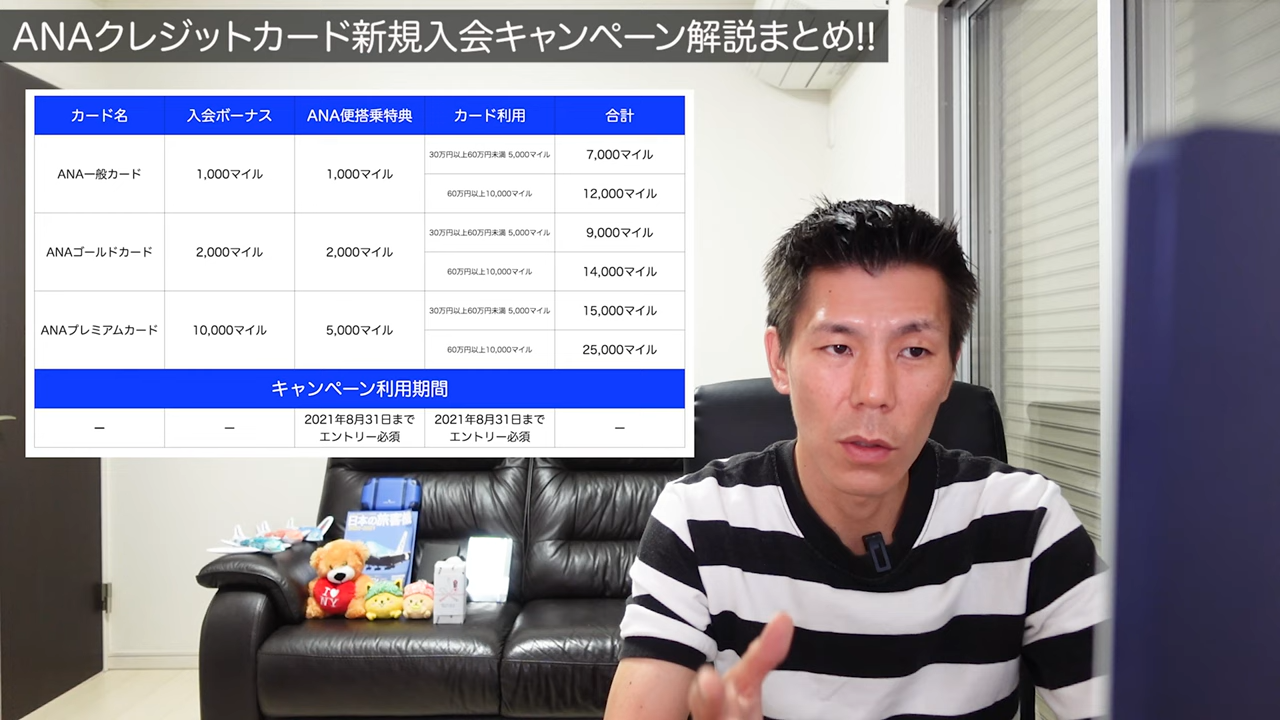 ANAクレジットカード新規入会キャンペーン解説まとめ!!
カード名 入会ボーナス ANA便搭乗特典 カード利用 合計
ANA一般カード 1,000マイル 1,000マイル 30万円以上60万円未満 5,000マイル 7,000マイル
60万円以上10,000マイル 12,000マイル
ANAゴールドカード 2,000マイル 2,000マイル 30万円以上60万円未満 5,000マイル 9,000マイル
60万円以上10,000マイル 14,000マイル
ANAプレミアムカード 10,000マイル 5,000マイル 30万円以上60万円未満 5,000マイル 15,000マイル
60万円以上10,000マイル 25,000マイル
キャンペーン利用期間
ー ー 2021年8月31日まで 2021年8月31日まで ー
エントリー必須 エントリー必須
日本の旅客機
I ♥
NY